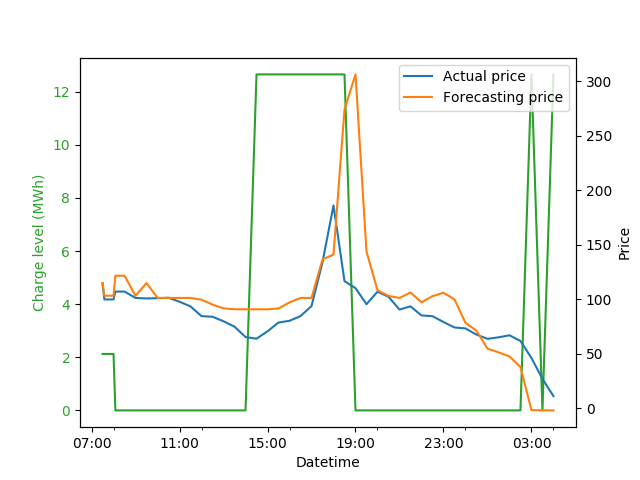 Actual price
Forecasting price
12
10
8
6
4
2
0
Charge level (MWh)
300
250
200
150
100
50
0
Price
07:00 11:00 15:00 19:00 23:00 03:00
Datetime